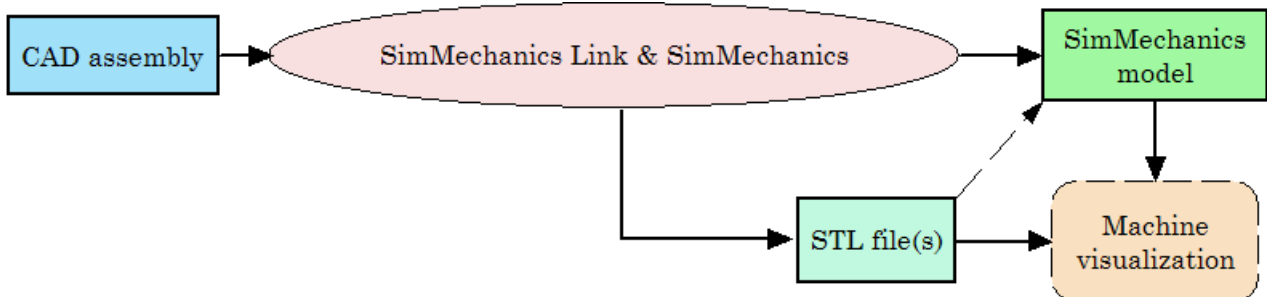 CAD assembly
SimMechanics Link & SimMechanics
SimMechanics
model
STL file(s)
Machine
visualization